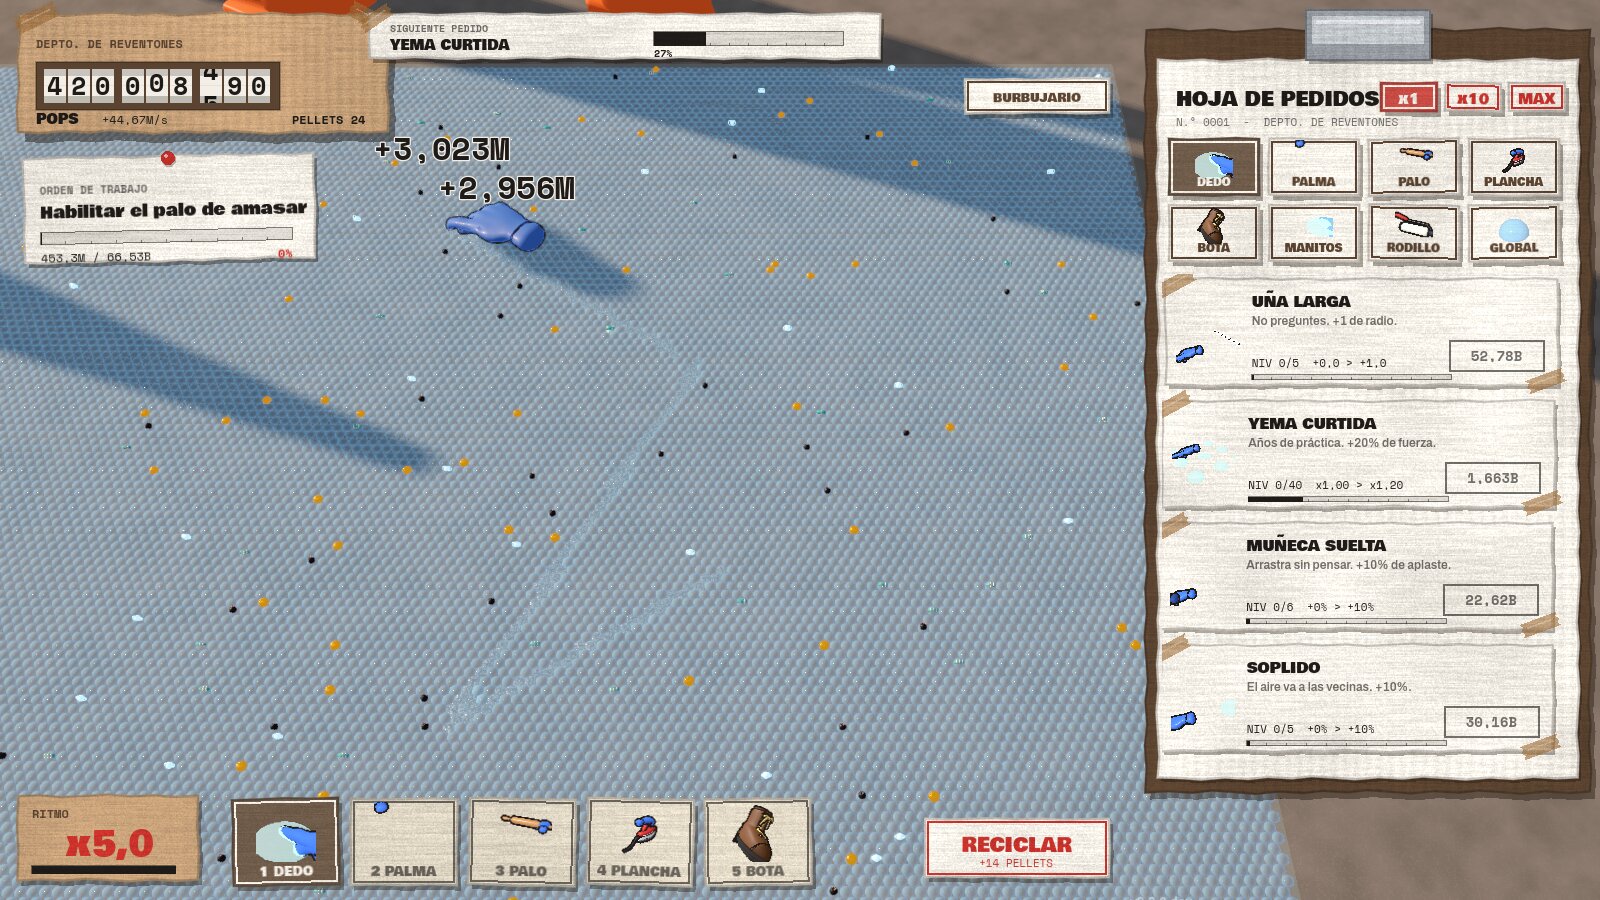 DEPTO. DE REVENTONES
420 008 490
POPS +44,67M/s PELLETS 24
SIGUIENTE PEDIDO
YEMA CURTIDA
27%
BURBUJARIO
ORDEN DE TRABAJO
Habilitar el palo de amasar
453,3M / 66,53B 0%
+3,023M
+2,956M
HOJA DE PEDIDOS x1 x10 MAX
N.° 0001 - DEPTO. DE REVENTONES
DEDO PALMA PALO PLANCHA
BOTA MANITOS RODILLO GLOBAL
UÑA LARGA
No preguntes. +1 de radio.
NIV 0/5 +0,0 > +1,0
52,78B
YEMA CURTIDA
Años de práctica. +20% de fuerza.
NIV 0/40 x1,00 > x1,20
1,663B
MUÑECA SUELTA
Arrastra sin pensar. +10% de aplaste.
NIV 0/6 +0% > +10%
22,62B
SOPLIDO
El aire va a las vecinas. +10%.
NIV 0/5 +0% > +10%
30,16B
RITMO
x5,0
1 DEDO 2 PALMA 3 PALO 4 PLANCHA 5 BOTA
RECICLAR
+14 PELLETS